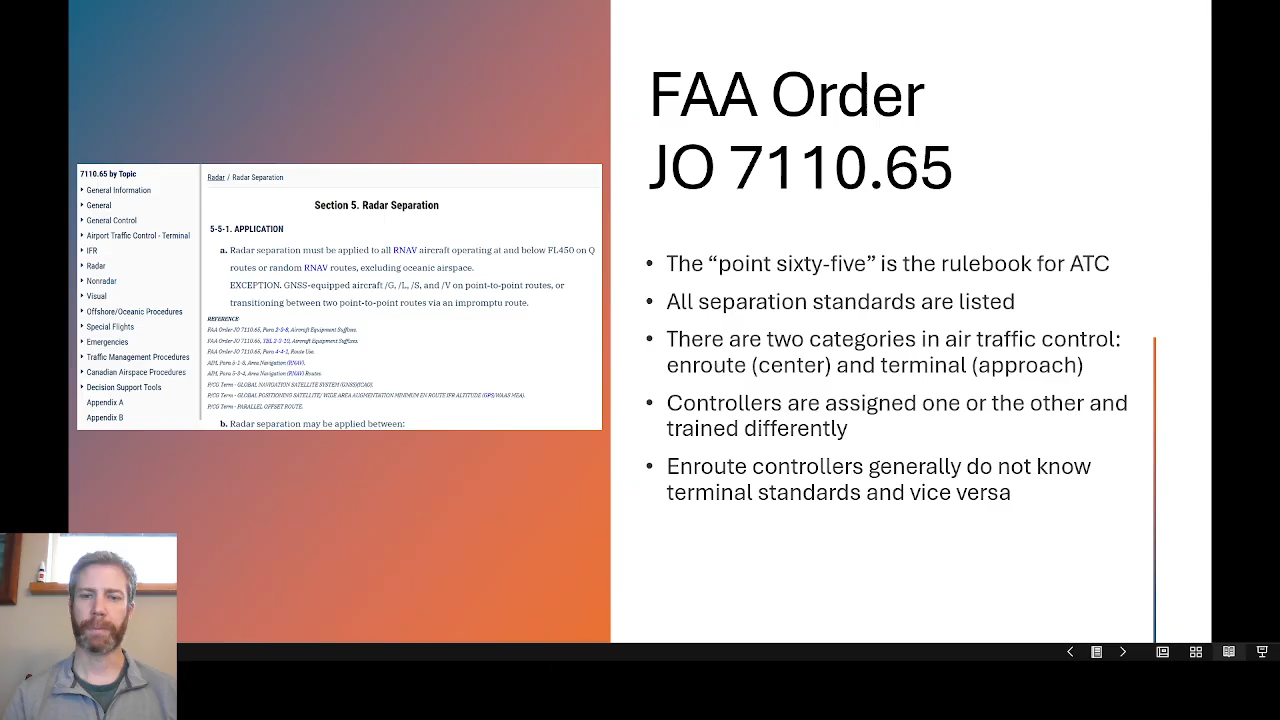 FAA Order
JO 7110.65
7110.65 by Topic
General Information
General
General Control
Airport Traffic Control - Terminal
IFR
Radar
Nonradar
Visual
Offshore/Oceanic Procedures
Special Flights
Emergencies
Traffic Management Procedures
Canadian Airspace Procedures
Decision Support Tools
Appendix A
Appendix B
Radar / Radar Separation
Section 5. Radar Separation
5-5-1. APPLICATION
a. Radar separation must be applied to all RNAV aircraft operating at and below FL450 on Q
routes or random RNAV routes, excluding oceanic airspace.
EXCEPTION. GNSS-equipped aircraft /G, /L, /S, and /V on point-to-point routes, or
transitioning between two point-to-point routes via an impromptu route.
REFERENCE
FAA Order JO 7110.65, Para 2-3-8, Aircraft Equipment Suffixes.
FAA Order JO 7110.65, TBL 2-3-10, Aircraft Equipment Suffixes.
FAA Order JO 7110.65, Para 4-4-1, Route Use.
AIM, Para 5-1-8, Area Navigation (RNAV).
AIM, Para 5-3-4, Area Navigation (RNAV) Routes.
P/CG Term - GLOBAL NAVIGATION SATELLITE SYSTEM (GNSS)(ICAO).
P/CG Term - GLOBAL POSITIONING SATELLITE/ WIDE AREA AUGMENTATION MINIMUM EN ROUTE IFR ALTITUDE (GPS/WAAS MEA).
P/CG Term - PARALLEL OFFSET ROUTE.
b. Radar separation may be applied between:
• The “point sixty-five” is the rulebook for ATC
• All separation standards are listed
• There are two categories in air traffic control:
enroute (center) and terminal (approach)
• Controllers are assigned one or the other and
trained differently
• Enroute controllers generally do not know
terminal standards and vice versa